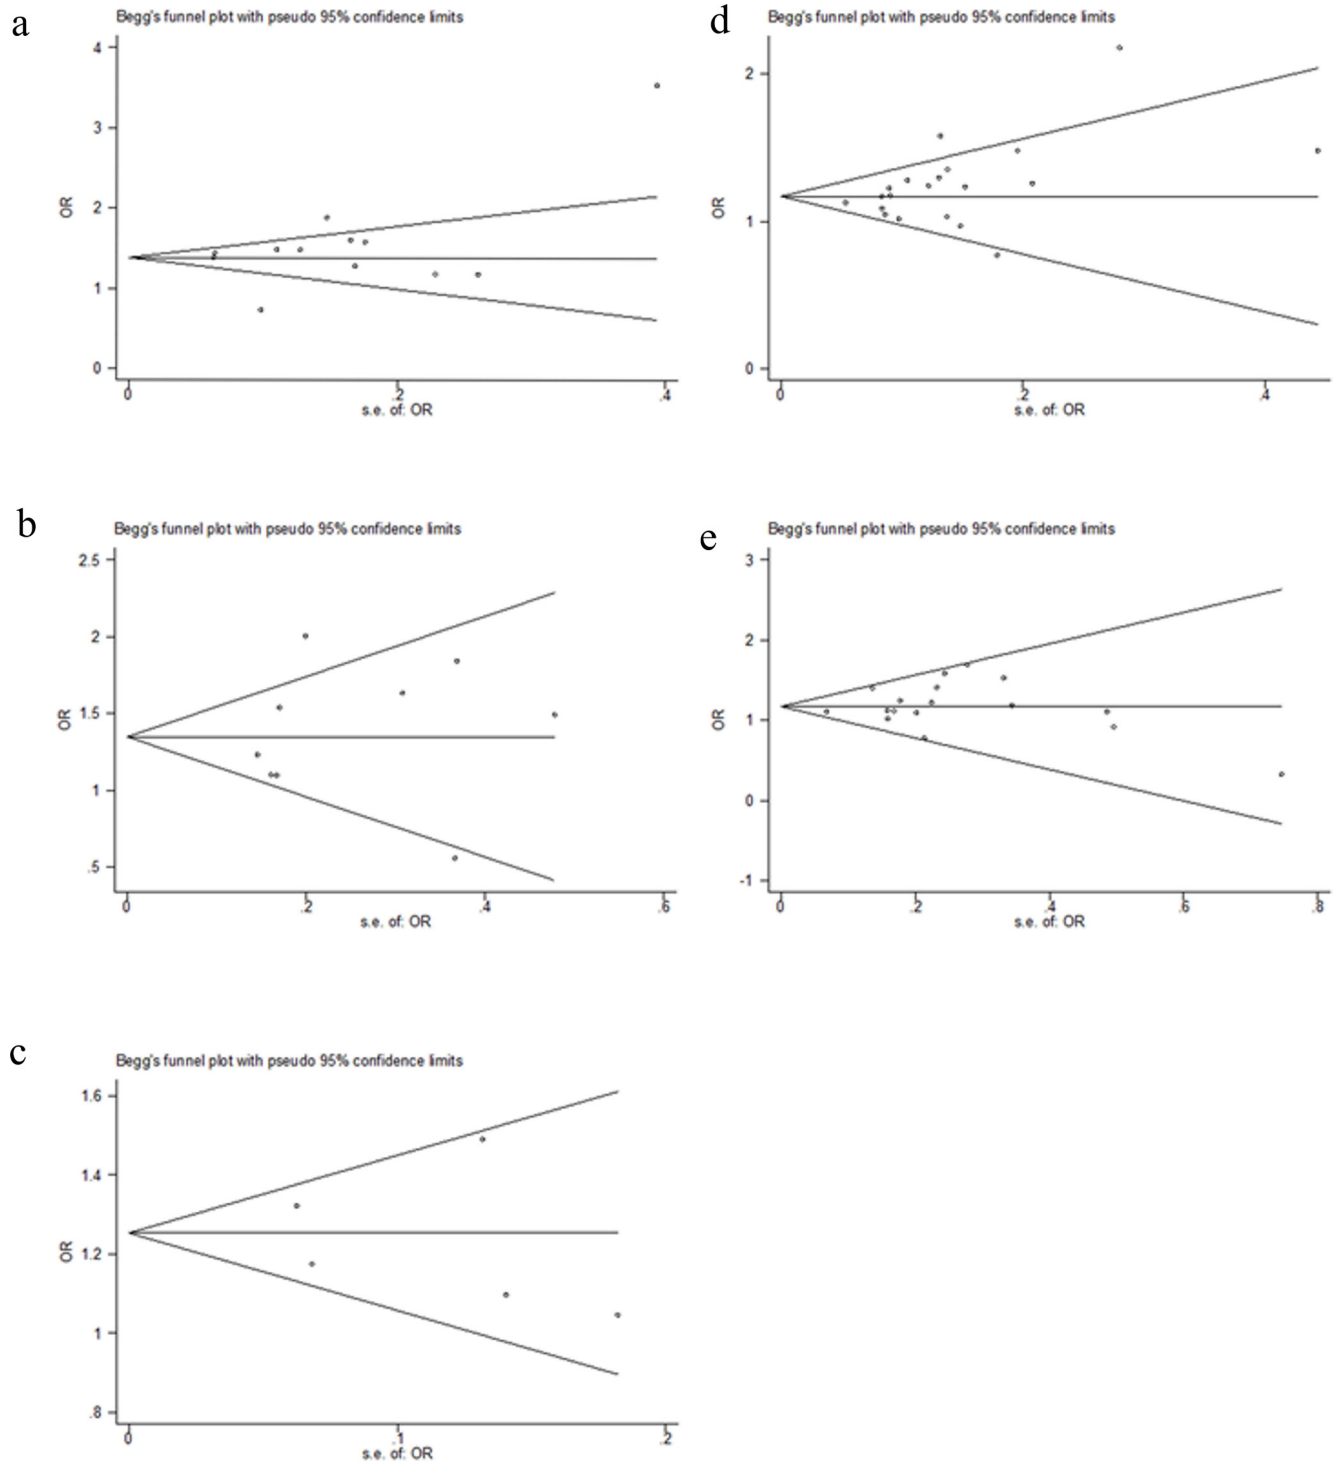 a
Begg's funnel plot with pseudo 95% confidence limits
4
3
2
1
0
OR
0 .2 .4
s.e. of: OR
d
Begg's funnel plot with pseudo 95% confidence limits
2
1
0
OR
0 .2 .4
s.e. of: OR
b
Begg's funnel plot with pseudo 95% confidence limits
2.5
2
1.5
1
.5
OR
0 .2 .4 .6
s.e. of: OR
e
Begg's funnel plot with pseudo 95% confidence limits
3
2
1
0
-1
OR
0 .2 .4 .6 .8
s.e. of: OR
c
Begg's funnel plot with pseudo 95% confidence limits
1.6
1.4
1.2
1
.8
OR
0 .1 .2
s.e. of: OR